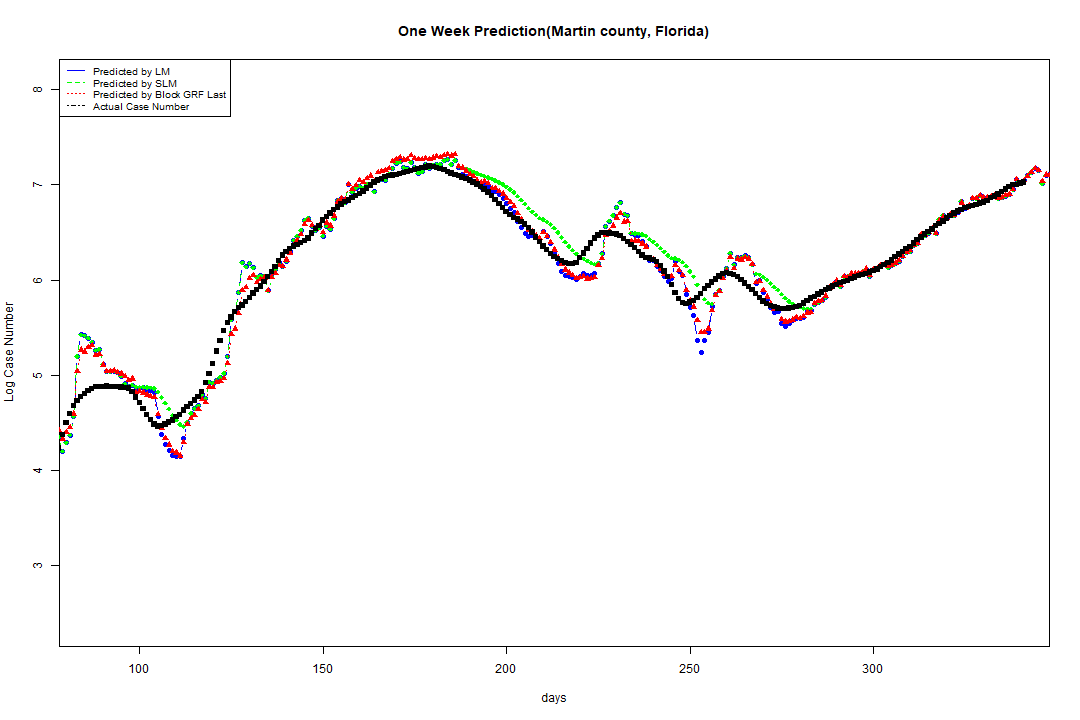 One Week Prediction(Martin county, Florida)
Predicted by LM
Predicted by SLM
Predicted by Block GRF Last
Actual Case Number
8
7
6
5
4
3
Log Case Number
100 150 200 250 300
days